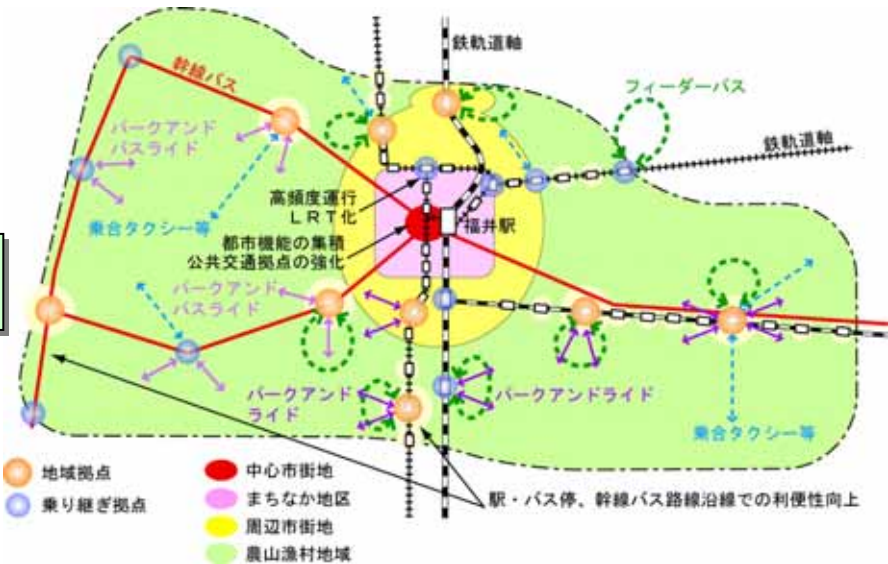 鉄軌道軸
幹線バス
フィーダーバス
パークアンド
バスライド
鉄軌道軸
高頻度運行
LRT化
乗合タクシー等
福井駅
都市機能の集積
公共交通拠点の強化
パークアンド
バスライド
パークアンド
ライド
パークアンドライド
乗合タクシー等
地域拠点
乗り継ぎ拠点
中心市街地
まちなか地区
周辺市街地
農山漁村地域
駅・バス停、幹線バス路線沿線での利便性向上